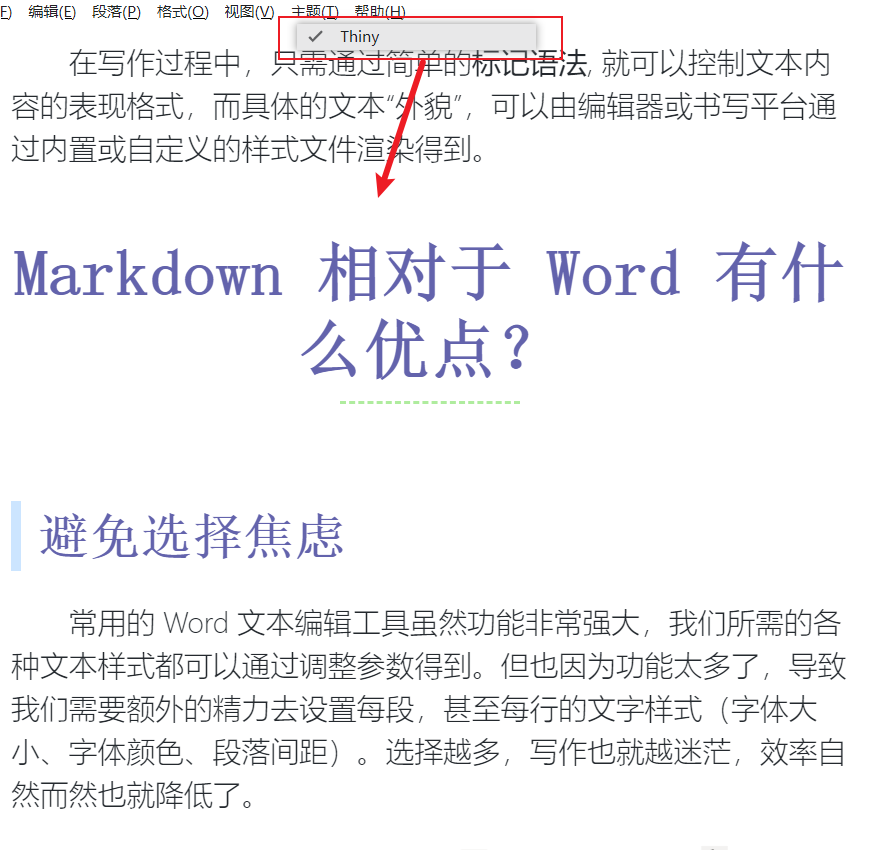 F) 编辑(E) 段落(P) 格式(O) 视图(V) 主题(T) 帮助(H)
Thiny
在写作过程中，只需通过简单的标记语法, 就可以控制文本内
容的表现格式，而具体的文本“外貌”，可以由编辑器或书写平台通
过内置或自定义的样式文件渲染得到。
Markdown 相对于 Word 有什
么优点？
避免选择焦虑
常用的 Word 文本编辑工具虽然功能非常强大，我们所需的各
种文本样式都可以通过调整参数得到。但也因为功能太多了，导致
我们需要额外的精力去设置每段，甚至每行的文字样式（字体大
小、字体颜色、段落间距）。选择越多，写作也就越迷茫，效率自
然而然也就降低了。